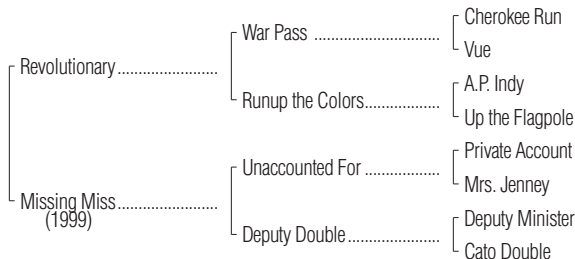 Cherokee Run
War Pass ....................
Vue
Revolutionary........................
A.P. Indy
Runup the Colors..................
Up the Flagpole
Private Account
Unaccounted For ..................
Mrs. Jenney
Missing Miss........................
(1999)
Deputy Minister
Deputy Double......................
Cato Double